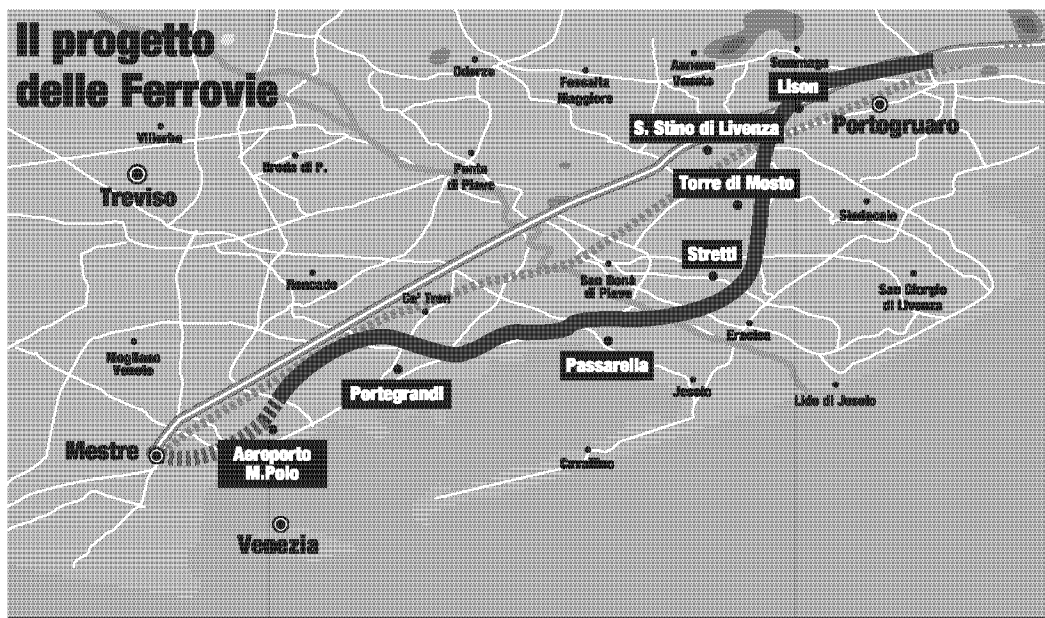 Il progetto
delle Ferrovie
Oderzo
Fossalta
Maggiore
Annone
Veneto
Summaga
Lison
Portogruaro
S. Stino di Livenza
Villorba
Breda di P.
Ponte
di Piave
Treviso
Torre di Mosto
Sindacale
Stretti
Roncade
Ca' Tron
San Donà
di Piave
San Giorgio
di Livenza
Eraclea
Mogliano
Veneto
Passarella
Portegrandi
Jesolo
Lido di Jesolo
Mestre
Aeroporto
M.Polo
Cavallino
Venezia